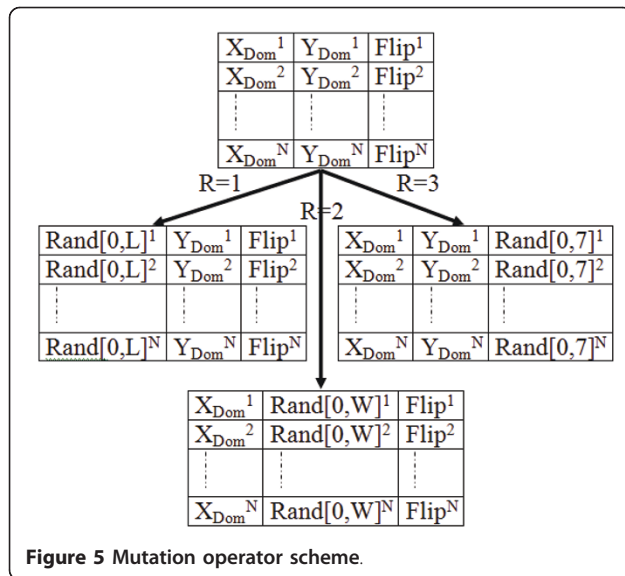 X_Dom^1 Y_Dom^1 Flip^1
X_Dom^2 Y_Dom^2 Flip^2
X_Dom^N Y_Dom^N Flip^N
R=1 R=2 R=3
Rand[0,L]^1 Y_Dom^1 Flip^1
Rand[0,L]^2 Y_Dom^2 Flip^2
Rand[0,L]^N Y_Dom^N Flip^N
X_Dom^1 Y_Dom^1 Rand[0,7]^1
X_Dom^2 Y_Dom^2 Rand[0,7]^2
X_Dom^N Y_Dom^N Rand[0,7]^N
X_Dom^1 Rand[0,W]^1 Flip^1
X_Dom^2 Rand[0,W]^2 Flip^2
X_Dom^N Rand[0,W]^N Flip^N
Figure 5 Mutation operator scheme.